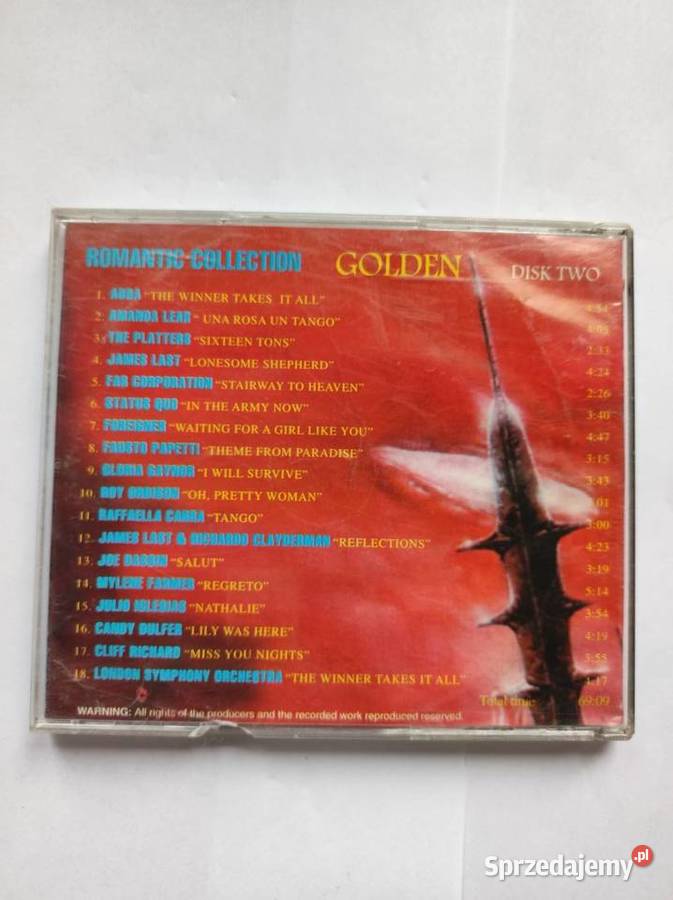 ROMANTIC COLLECTION GOLDEN DISK TWO
1. ABBA "THE WINNER TAKES IT ALL" 4:54
2. AMANDA LEAR "UNA ROSA UN TANGO" 4:05
3. THE PLATTERS "SIXTEEN TONS" 2:33
4. JAMES LAST "LONESOME SHEPHERD" 4:24
5. FAR CORPORATION "STAIRWAY TO HEAVEN" 2:26
6. STATUS QUO "IN THE ARMY NOW" 3:40
7. FOREIGNER "WAITING FOR A GIRL LIKE YOU" 4:47
8. FAUSTO PAPETTI "THEME FROM PARADISE" 3:15
9. GLORIA GAYNOR "I WILL SURVIVE" 3:43
10. ROY ORBISON "OH, PRETTY WOMAN" :01
11. RAFFAELLA CARRA "TANGO" 3:00
12. JAMES LAST & RICHARDO CLAYDERMAN "REFLECTIONS" 4:23
13. JOE DASSIN "SALUT" 3:19
14. MYLENE FARMER "REGRETO" 5:14
15. JULIO IGLESIAS "NATHALIE" 3:54
16. CANDY DULFER "LILY WAS HERE" 4:19
17. CLIFF RICHARD "MISS YOU NIGHTS" 3:55
18. LONDON SYMPHONY ORCHESTRA "THE WINNER TAKES IT ALL" 4:17
Total time 69:09
WARNING: All rights of the producers and the recorded work reproduced reserved.
Sprzedajemy.pl